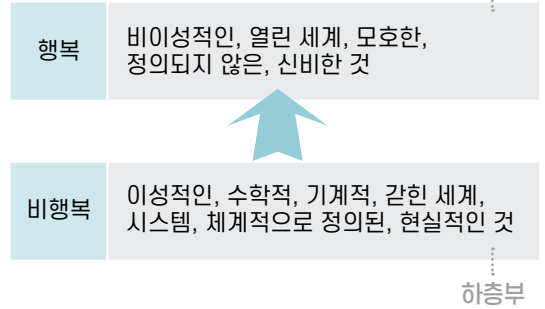 행복
비이성적인, 열린 세계, 모호한,
정의되지 않은, 신비한 것
비행복
이성적인, 수학적, 기계적, 갇힌 세계,
시스템, 체계적으로 정의된, 현실적인 것
하층부